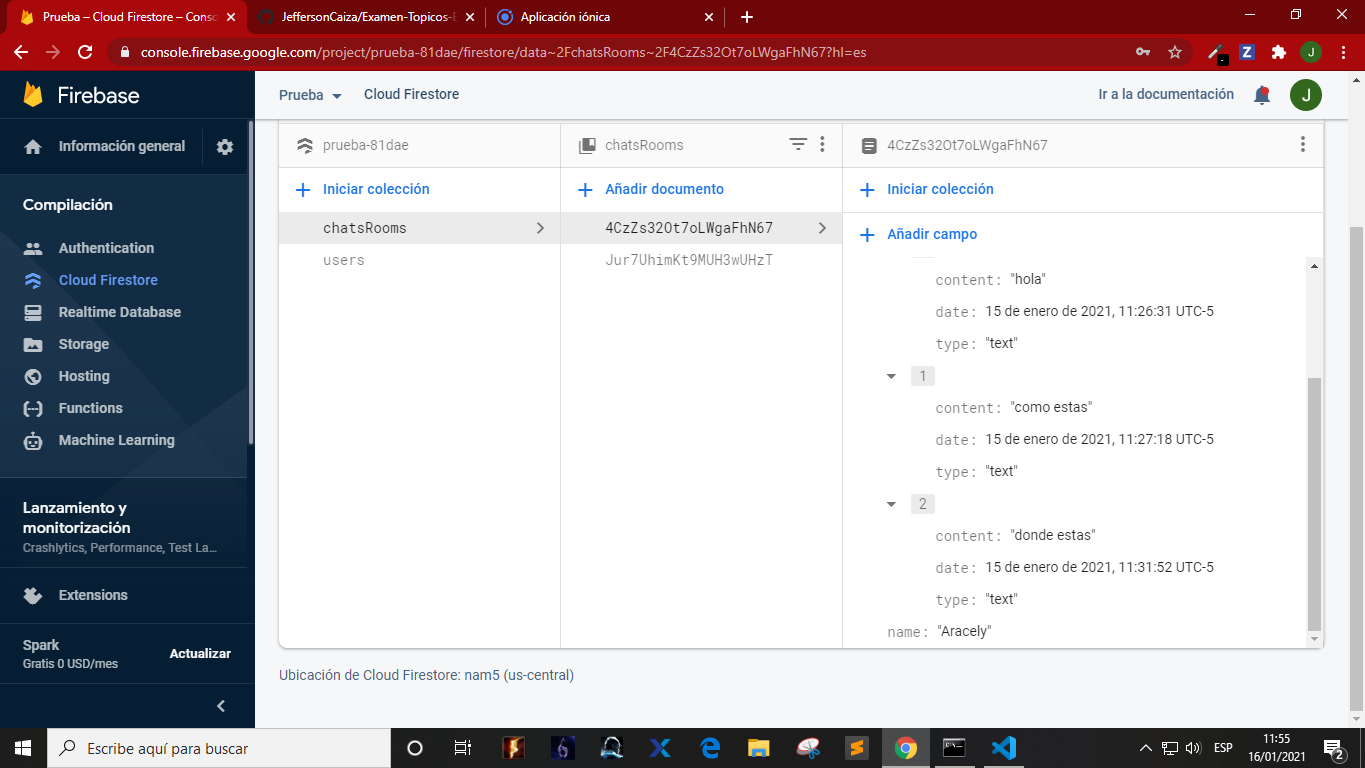 Prueba – Cloud Firestore – Conso
JeffersonCaiza/Examen-Topicos-E
Aplicación iónica
console.firebase.google.com/project/prueba-81dae/firestore/data~2FchatsRooms~2F4CzZs32Ot7oLWgaFhN67?hl=es
J
Firebase
Prueba
Cloud Firestore
Ir a la documentación
J
Información general
Compilación
Authentication
Cloud Firestore
Realtime Database
Storage
Hosting
Functions
Machine Learning
Lanzamiento y
monitorización
Crashlytics, Performance, Test La...
Extensions
Spark
Gratis 0 USD/mes
Actualizar
prueba-81dae
Iniciar colección
chatsRooms
users
chatsRooms
Añadir documento
4CzZs32Ot7oLWgaFhN67
Jur7UhimKt9MUH3wUHzT
4CzZs32Ot7oLWgaFhN67
Iniciar colección
Añadir campo
content: "hola"
date: 15 de enero de 2021, 11:26:31 UTC-5
type: "text"
1
content: "como estas"
date: 15 de enero de 2021, 11:27:18 UTC-5
type: "text"
2
content: "donde estas"
date: 15 de enero de 2021, 11:31:52 UTC-5
type: "text"
name: "Aracely"
Ubicación de Cloud Firestore: nam5 (us-central)
Escribe aquí para buscar
ESP
11:55
16/01/2021
2